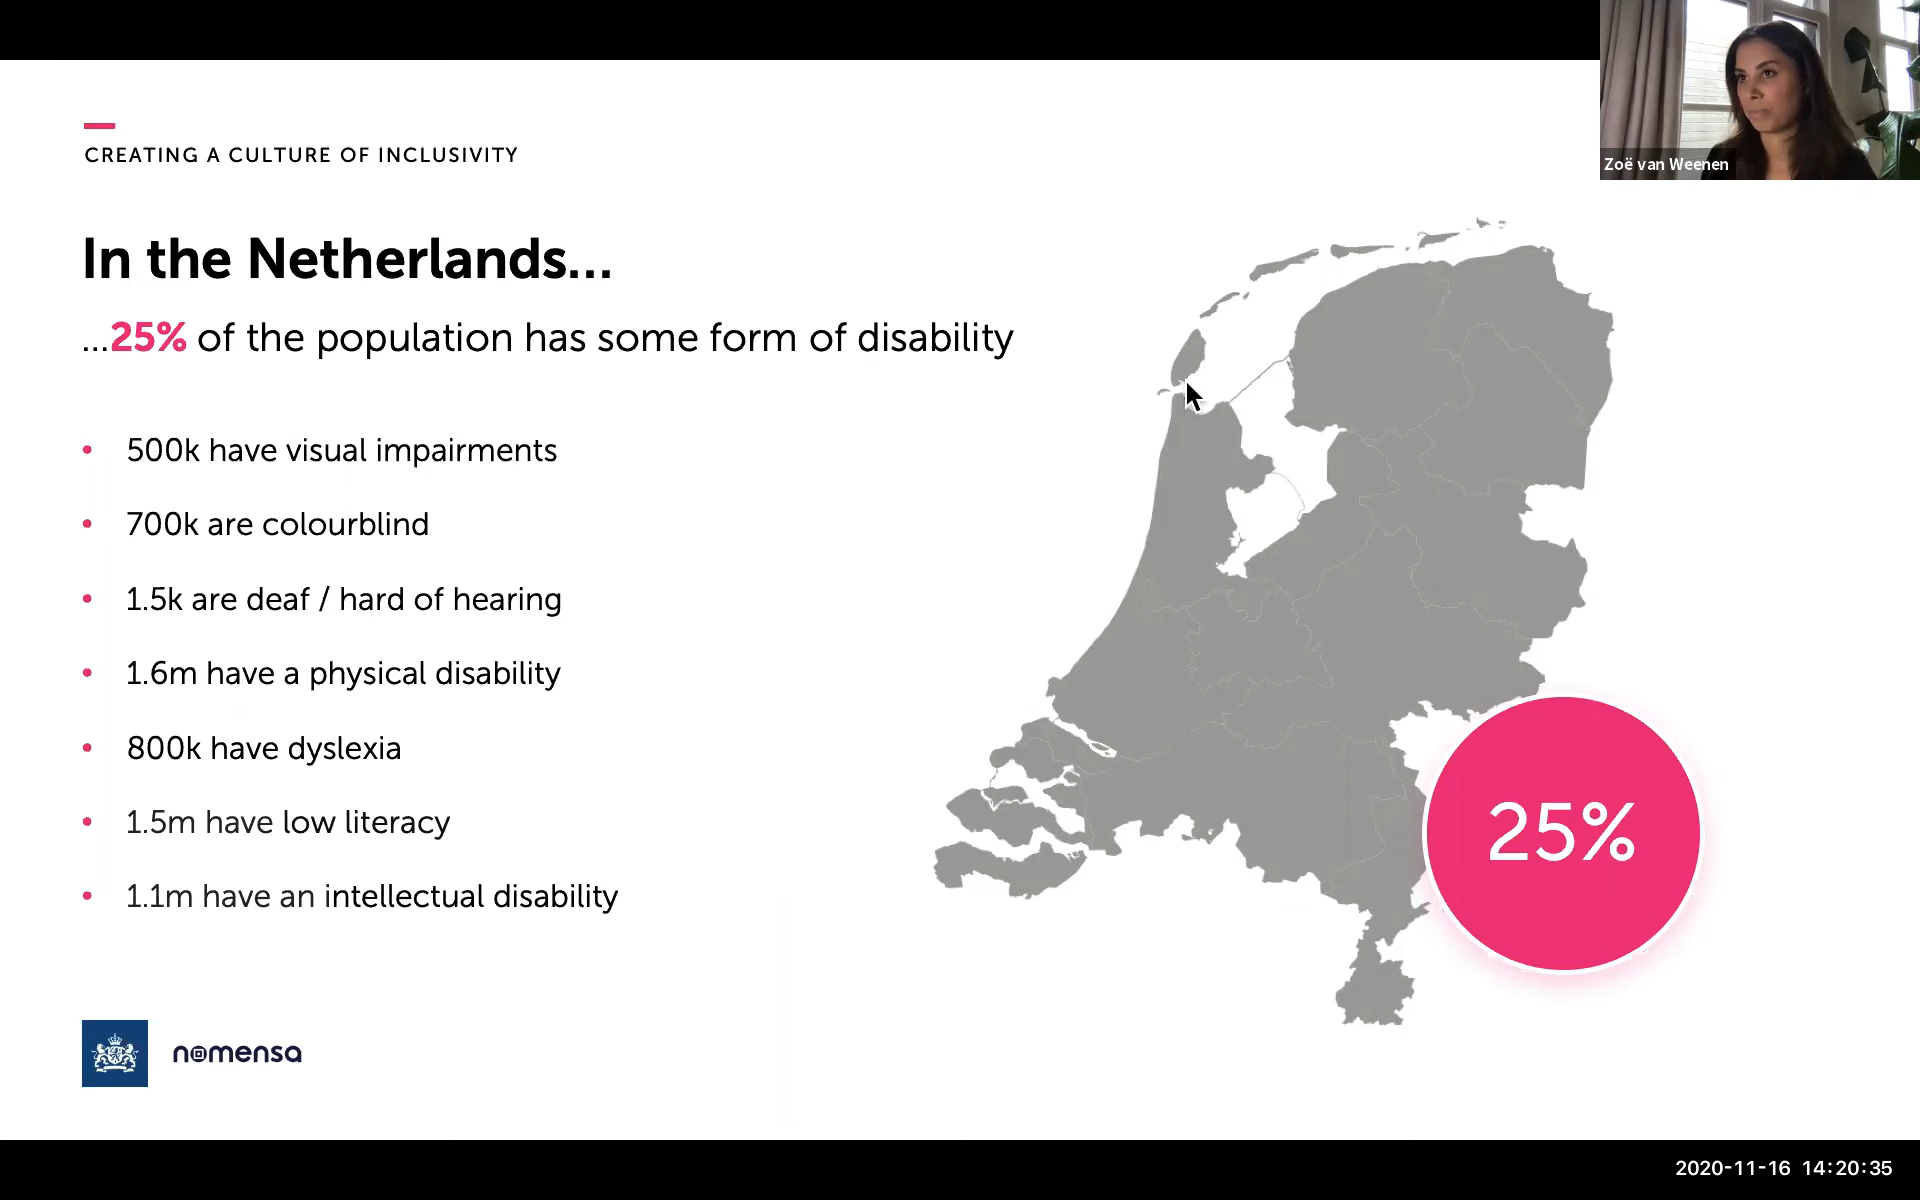 Zoë van Weenen
CREATING A CULTURE OF INCLUSIVITY
In the Netherlands...
...25% of the population has some form of disability
• 500k have visual impairments
• 700k are colourblind
• 1.5k are deaf / hard of hearing
• 1.6m have a physical disability
• 800k have dyslexia
• 1.5m have low literacy
• 1.1m have an intellectual disability
25%
nomensa
2020-11-16 14:20:35